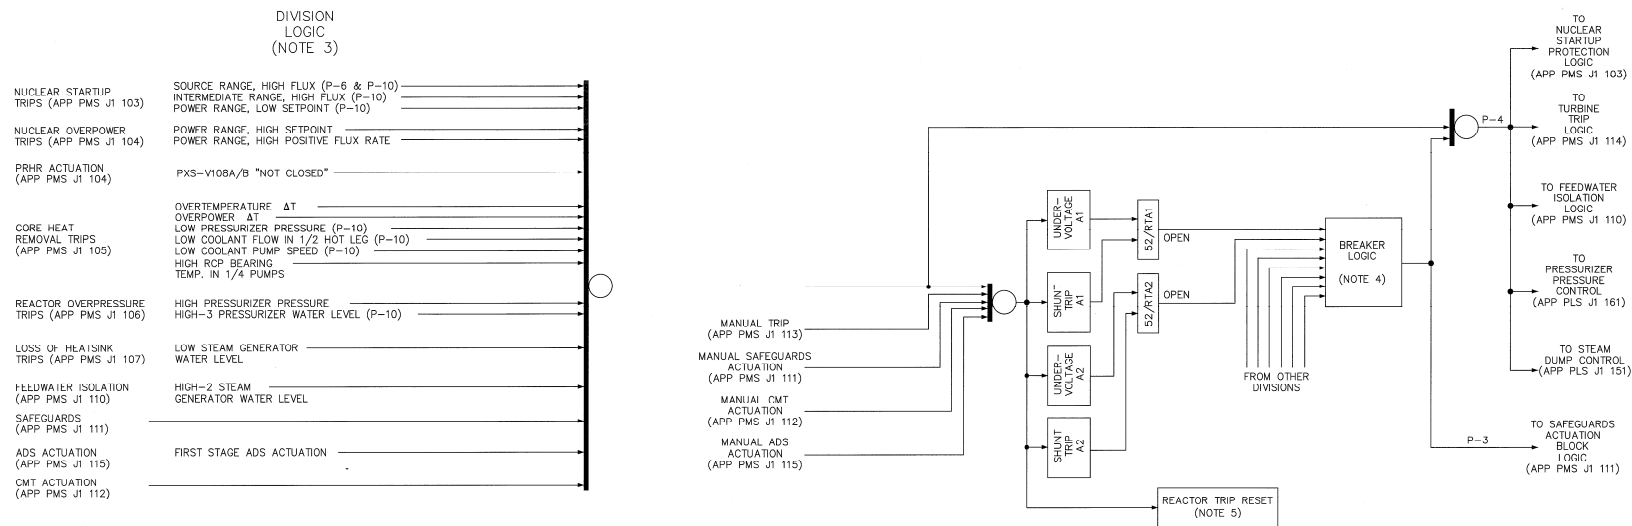 DIVISION
LOGIC
(NOTE 3)
NUCLEAR STARTUP
TRIPS (APP PMS J1 103)
SOURCE RANGE, HIGH FLUX (P-6 & P-10)
INTERMEDIATE RANGE, HIGH FLUX (P-10)
POWER RANGE, LOW SETPOINT (P-10)
NUCLEAR OVERPOWER
TRIPS (APP PMS J1 104)
POWER RANGE, HIGH SETPOINT
POWER RANGE, HIGH POSITIVE FLUX RATE
PRHR ACTUATION
(APP PMS J1 104)
PXS-V108A/B "NOT CLOSED"
CORE HEAT
REMOVAL TRIPS
(APP PMS J1 105)
OVERTEMPERATURE ΔT
OVERPOWER ΔT
LOW PRESSURIZER PRESSURE (P-10)
LOW COOLANT FLOW IN 1/2 HOT LEG (P-10)
LOW COOLANT PUMP SPEED (P-10)
HIGH RCP BEARING
TEMP. IN 1/4 PUMPS
REACTOR OVERPRESSURE
TRIPS (APP PMS J1 106)
HIGH PRESSURIZER PRESSURE
HIGH-3 PRESSURIZER WATER LEVEL (P-10)
LOSS OF HEATSINK
TRIPS (APP PMS J1 107)
LOW STEAM GENERATOR
WATER LEVEL
FEEDWATER ISOLATION
(APP PMS J1 110)
HIGH-2 STEAM
GENERATOR WATER LEVEL
SAFEGUARDS
(APP PMS J1 111)
ADS ACTUATION
(APP PMS J1 115)
FIRST STAGE ADS ACTUATION
CMT ACTUATION
(APP PMS J1 112)
MANUAL TRIP
(APP PMS J1 113)
MANUAL SAFEGUARDS
ACTUATION
(APP PMS J1 111)
MANUAL CMT
ACTUATION
(APP PMS J1 112)
MANUAL ADS
ACTUATION
(APP PMS J1 115)
UNDER-
VOLTAGE
A1
SHUNT
TRIP
A1
UNDER-
VOLTAGE
A2
SHUNT
TRIP
A2
52/RTA1
OPEN
52/RTA2
OPEN
BREAKER
LOGIC
(NOTE 4)
FROM OTHER
DIVISIONS
REACTOR TRIP RESET
(NOTE 5)
P-4
P-3
TO
NUCLEAR
STARTUP
PROTECTION
LOGIC
(APP PMS J1 103)
TO
TURBINE
TRIP
LOGIC
(APP PMS J1 114)
TO FEEDWATER
ISOLATION
LOGIC
(APP PMS J1 110)
TO
PRESSURIZER
PRESSURE
CONTROL
(APP PLS J1 161)
TO STEAM
DUMP CONTROL
(APP PLS J1 151)
TO SAFEGUARDS
ACTUATION
BLOCK
LOGIC
(APP PMS J1 111)